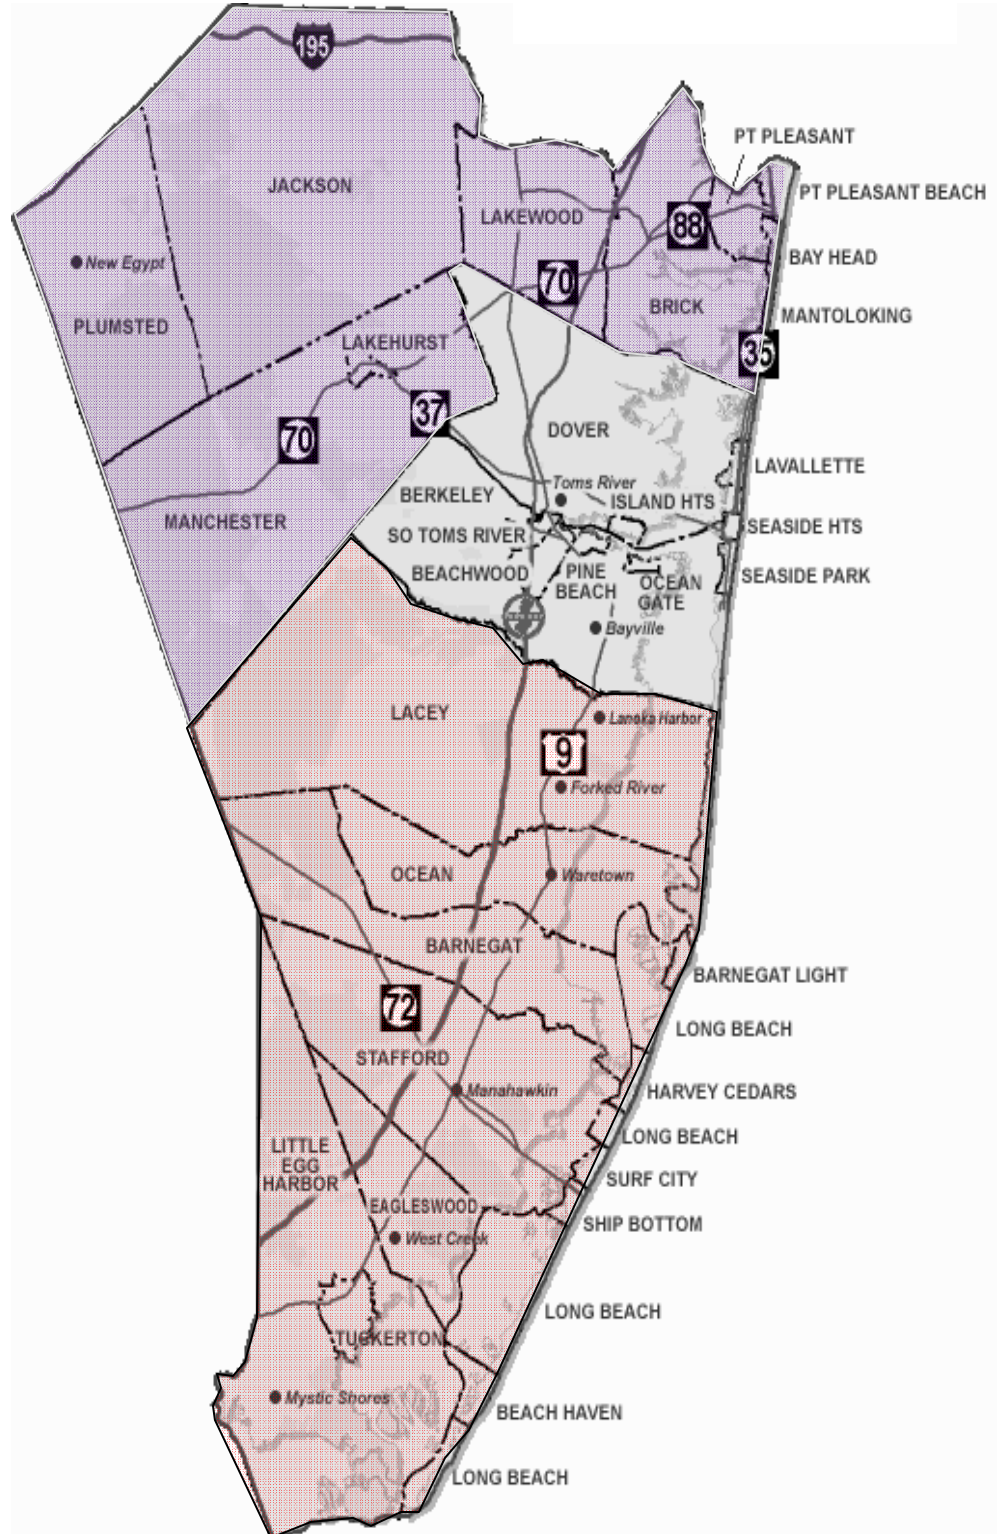 195
PT PLEASANT
JACKSON
PT PLEASANT BEACH
LAKEWOOD
88
New Egypt
BAY HEAD
70
PLUMSTED
BRICK
MANTOLOKING
LAKEHURST
35
37
70
DOVER
LAVALLETTE
Toms River
BERKELEY
ISLAND HTS
MANCHESTER
SEASIDE HTS
SO TOMS RIVER
BEACHWOOD
PINE
BEACH
OCEAN
GATE
SEASIDE PARK
Bayville
LACEY
Lanoka Harbor
9
Forked River
OCEAN
Waretown
BARNEGAT
BARNEGAT LIGHT
72
LONG BEACH
STAFFORD
Manahawkin
HARVEY CEDARS
LONG BEACH
LITTLE
EGG
HARBOR
SURF CITY
EAGLESWOOD
SHIP BOTTOM
West Creek
LONG BEACH
TUCKERTON
Mystic Shores
BEACH HAVEN
LONG BEACH